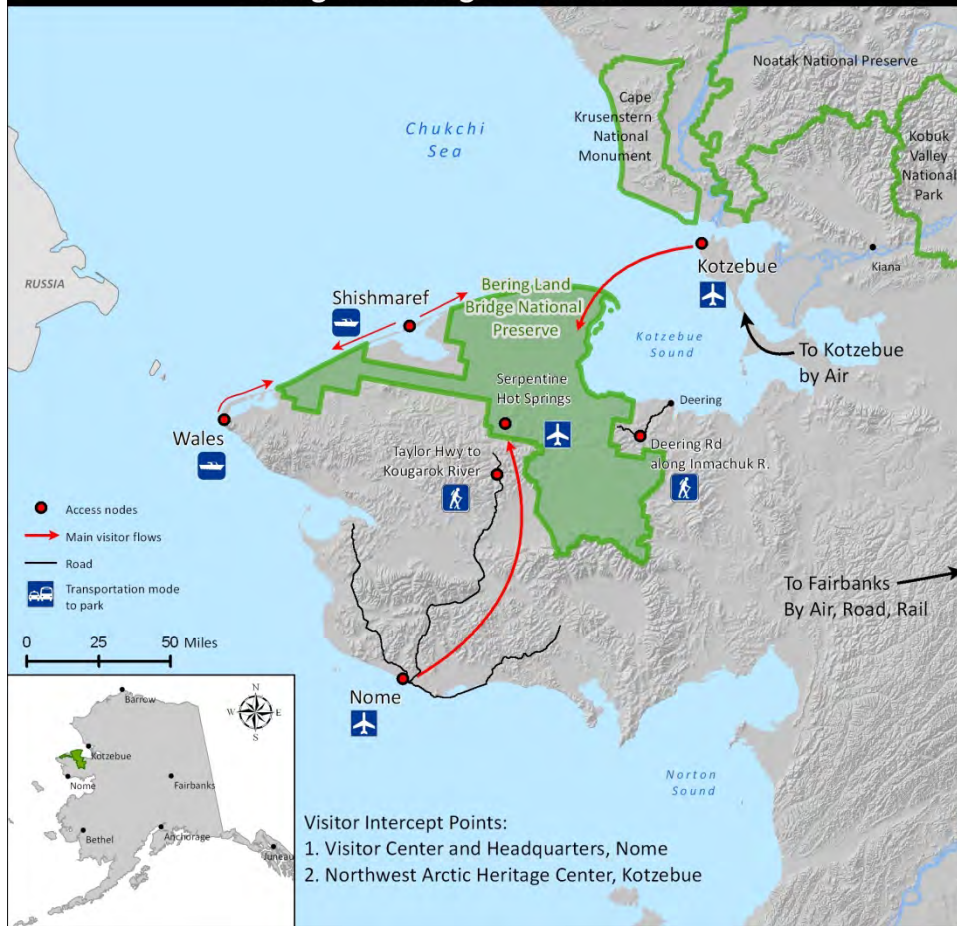 Noatak National Preserve
Cape
Krusenstern
National
Monument
Kobuk
Valley
National
Park
Chukchi
Sea
Kotzebue
Kiana
RUSSIA
Shishmaref
Bering Land
Bridge National
Preserve
Kotzebue
Sound
To Kotzebue
by Air
Serpentine
Hot Springs
Deering
Wales
Taylor Hwy to
Kougarok River
Deering Rd
along Inmachuk R.
Access nodes
Main visitor flows
Road
Transportation mode
to park
To Fairbanks
By Air, Road, Rail
0 25 50 Miles
Nome
Norton
Sound
Barrow
N
W E
S
Kotzebue
Nome
Fairbanks
Bethel
Anchorage
Juneau
Visitor Intercept Points:
1. Visitor Center and Headquarters, Nome
2. Northwest Arctic Heritage Center, Kotzebue